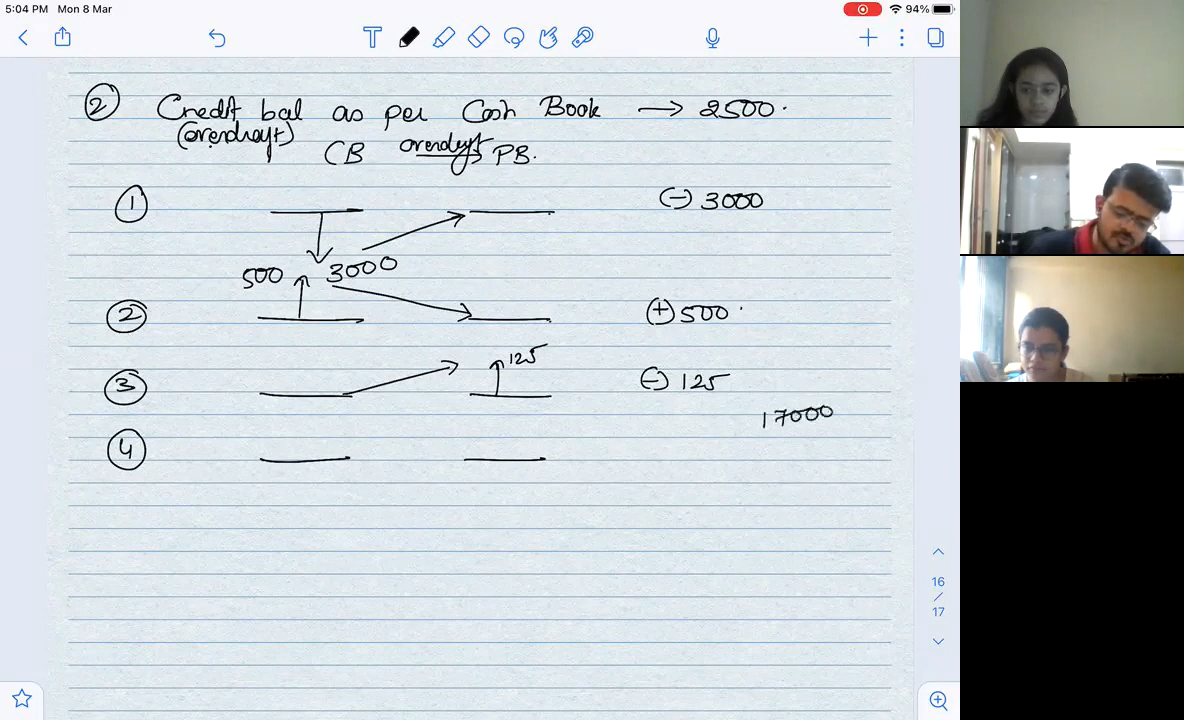 5:04 PM Mon 8 Mar
94%
T
② Credit bal as per Cash Book → 2500.
(overdraft)
CB overdraft PB.
① (-) 3000
500 3000
② (+) 500.
125
③ (-) 125
17000
④
16
/
17